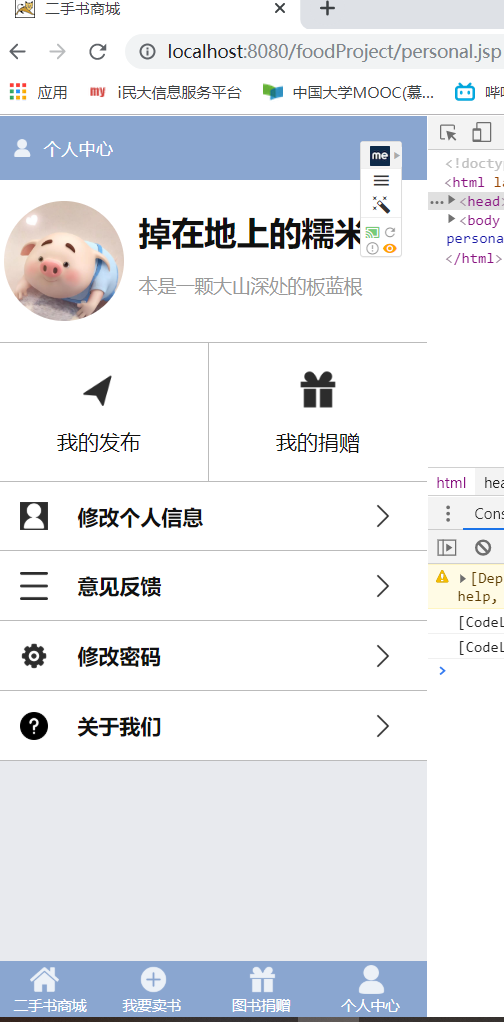 二手书商城
localhost:8080/foodProject/personal.jsp
应用 my i民大信息服务平台 中国大学MOOC(慕... 哔
个人中心
me
<!doctyp
<html la
<head>
<body
persona
</html>
掉在地上的糯米
本是一颗大山深处的板蓝根
我的发布 我的捐赠
html hea
修改个人信息
Cons
意见反馈
[Dep
help,
[CodeL
[CodeL
修改密码
关于我们
二手书商城 我要卖书 图书捐赠 个人中心